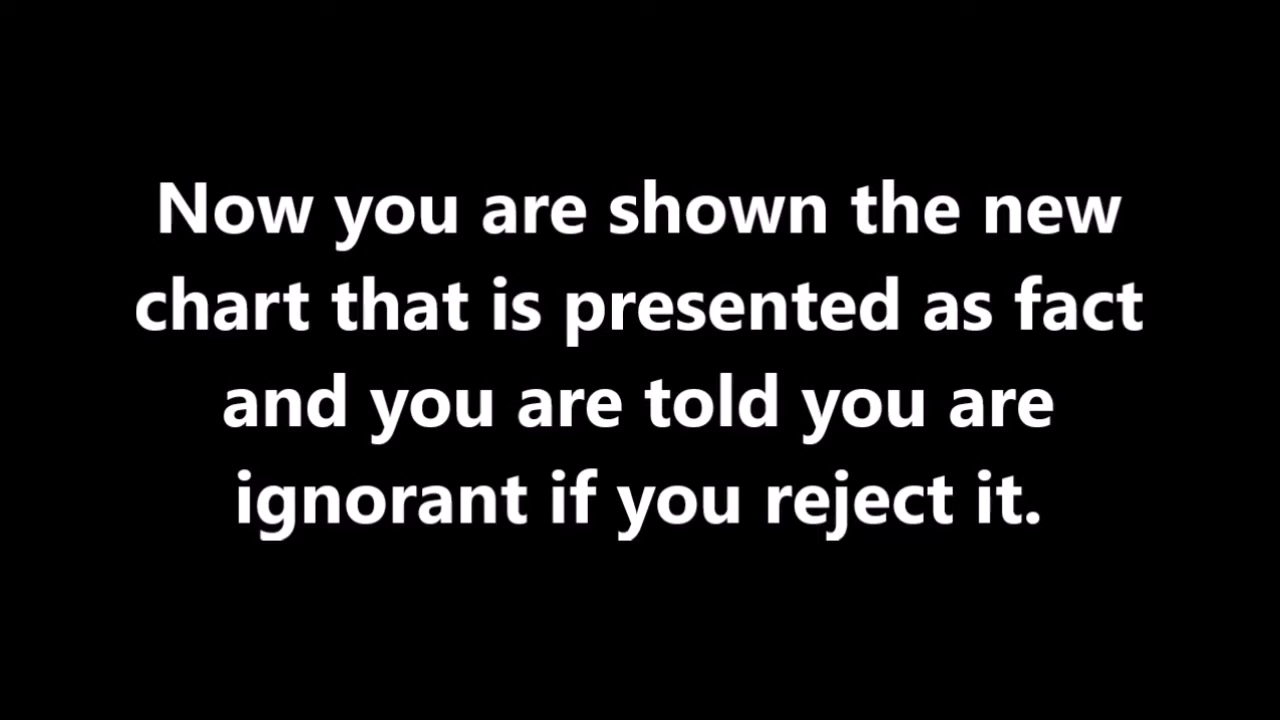 Now you are shown the new
chart that is presented as fact
and you are told you are
ignorant if you reject it.